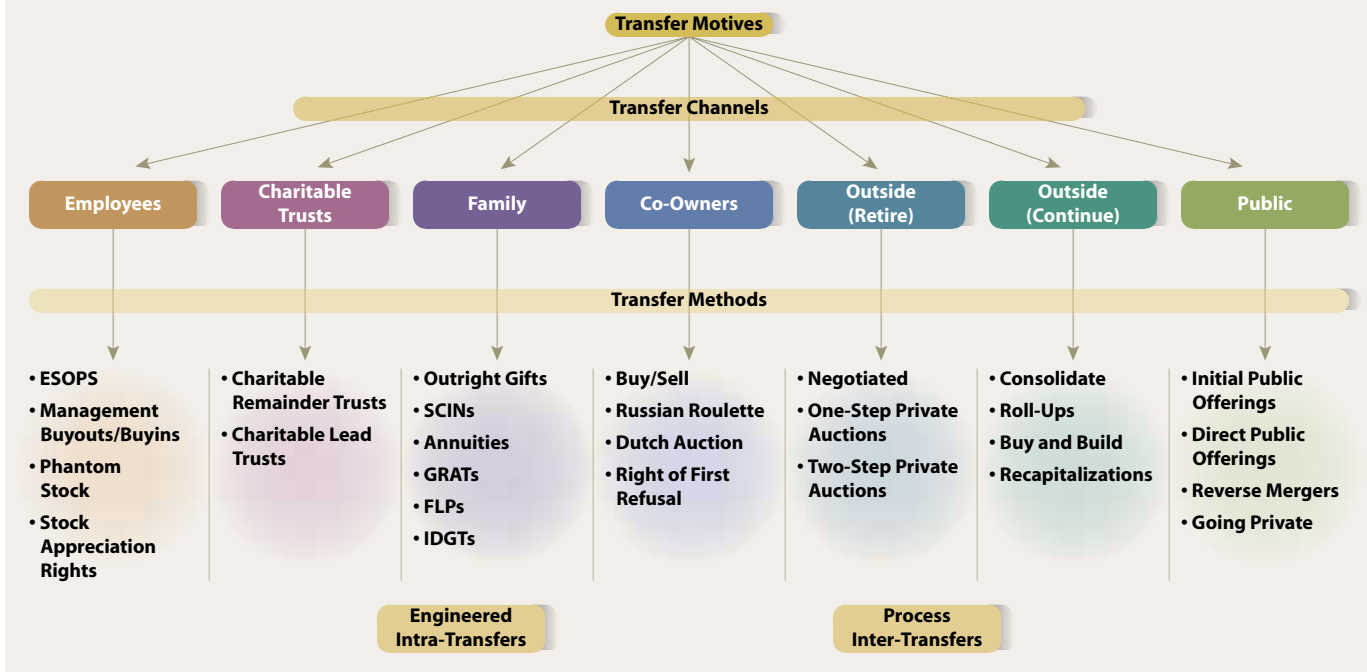 Transfer Motives
Transfer Channels
Employees
Charitable
Trusts
Family
Co-Owners
Outside
(Retire)
Outside
(Continue)
Public
Transfer Methods
• ESOPS
• Management
Buyouts/Buyins
• Phantom
Stock
• Stock
Appreciation
Rights
• Charitable
Remainder Trusts
• Charitable Lead
Trusts
• Outright Gifts
• SCINs
• Annuities
• GRATs
• FLPs
• IDGTs
• Buy/Sell
• Russian Roulette
• Dutch Auction
• Right of First
Refusal
• Negotiated
• One-Step Private
Auctions
• Two-Step Private
Auctions
• Consolidate
• Roll-Ups
• Buy and Build
• Recapitalizations
• Initial Public
Offerings
• Direct Public
Offerings
• Reverse Mergers
• Going Private
Engineered
Intra-Transfers
Process
Inter-Transfers